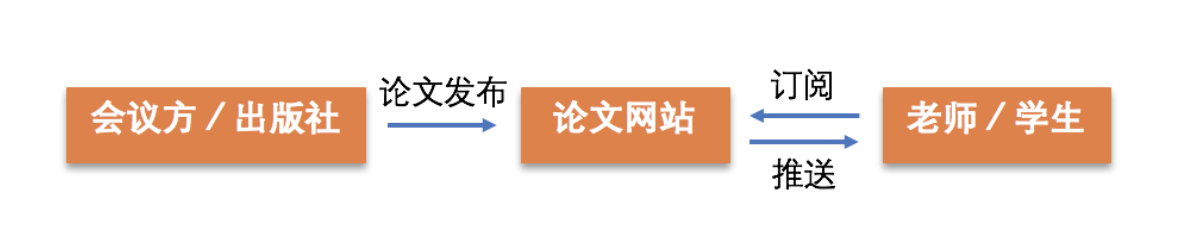 会议方 / 出版社
论文发布
论文网站
订阅
推送
老师 / 学生